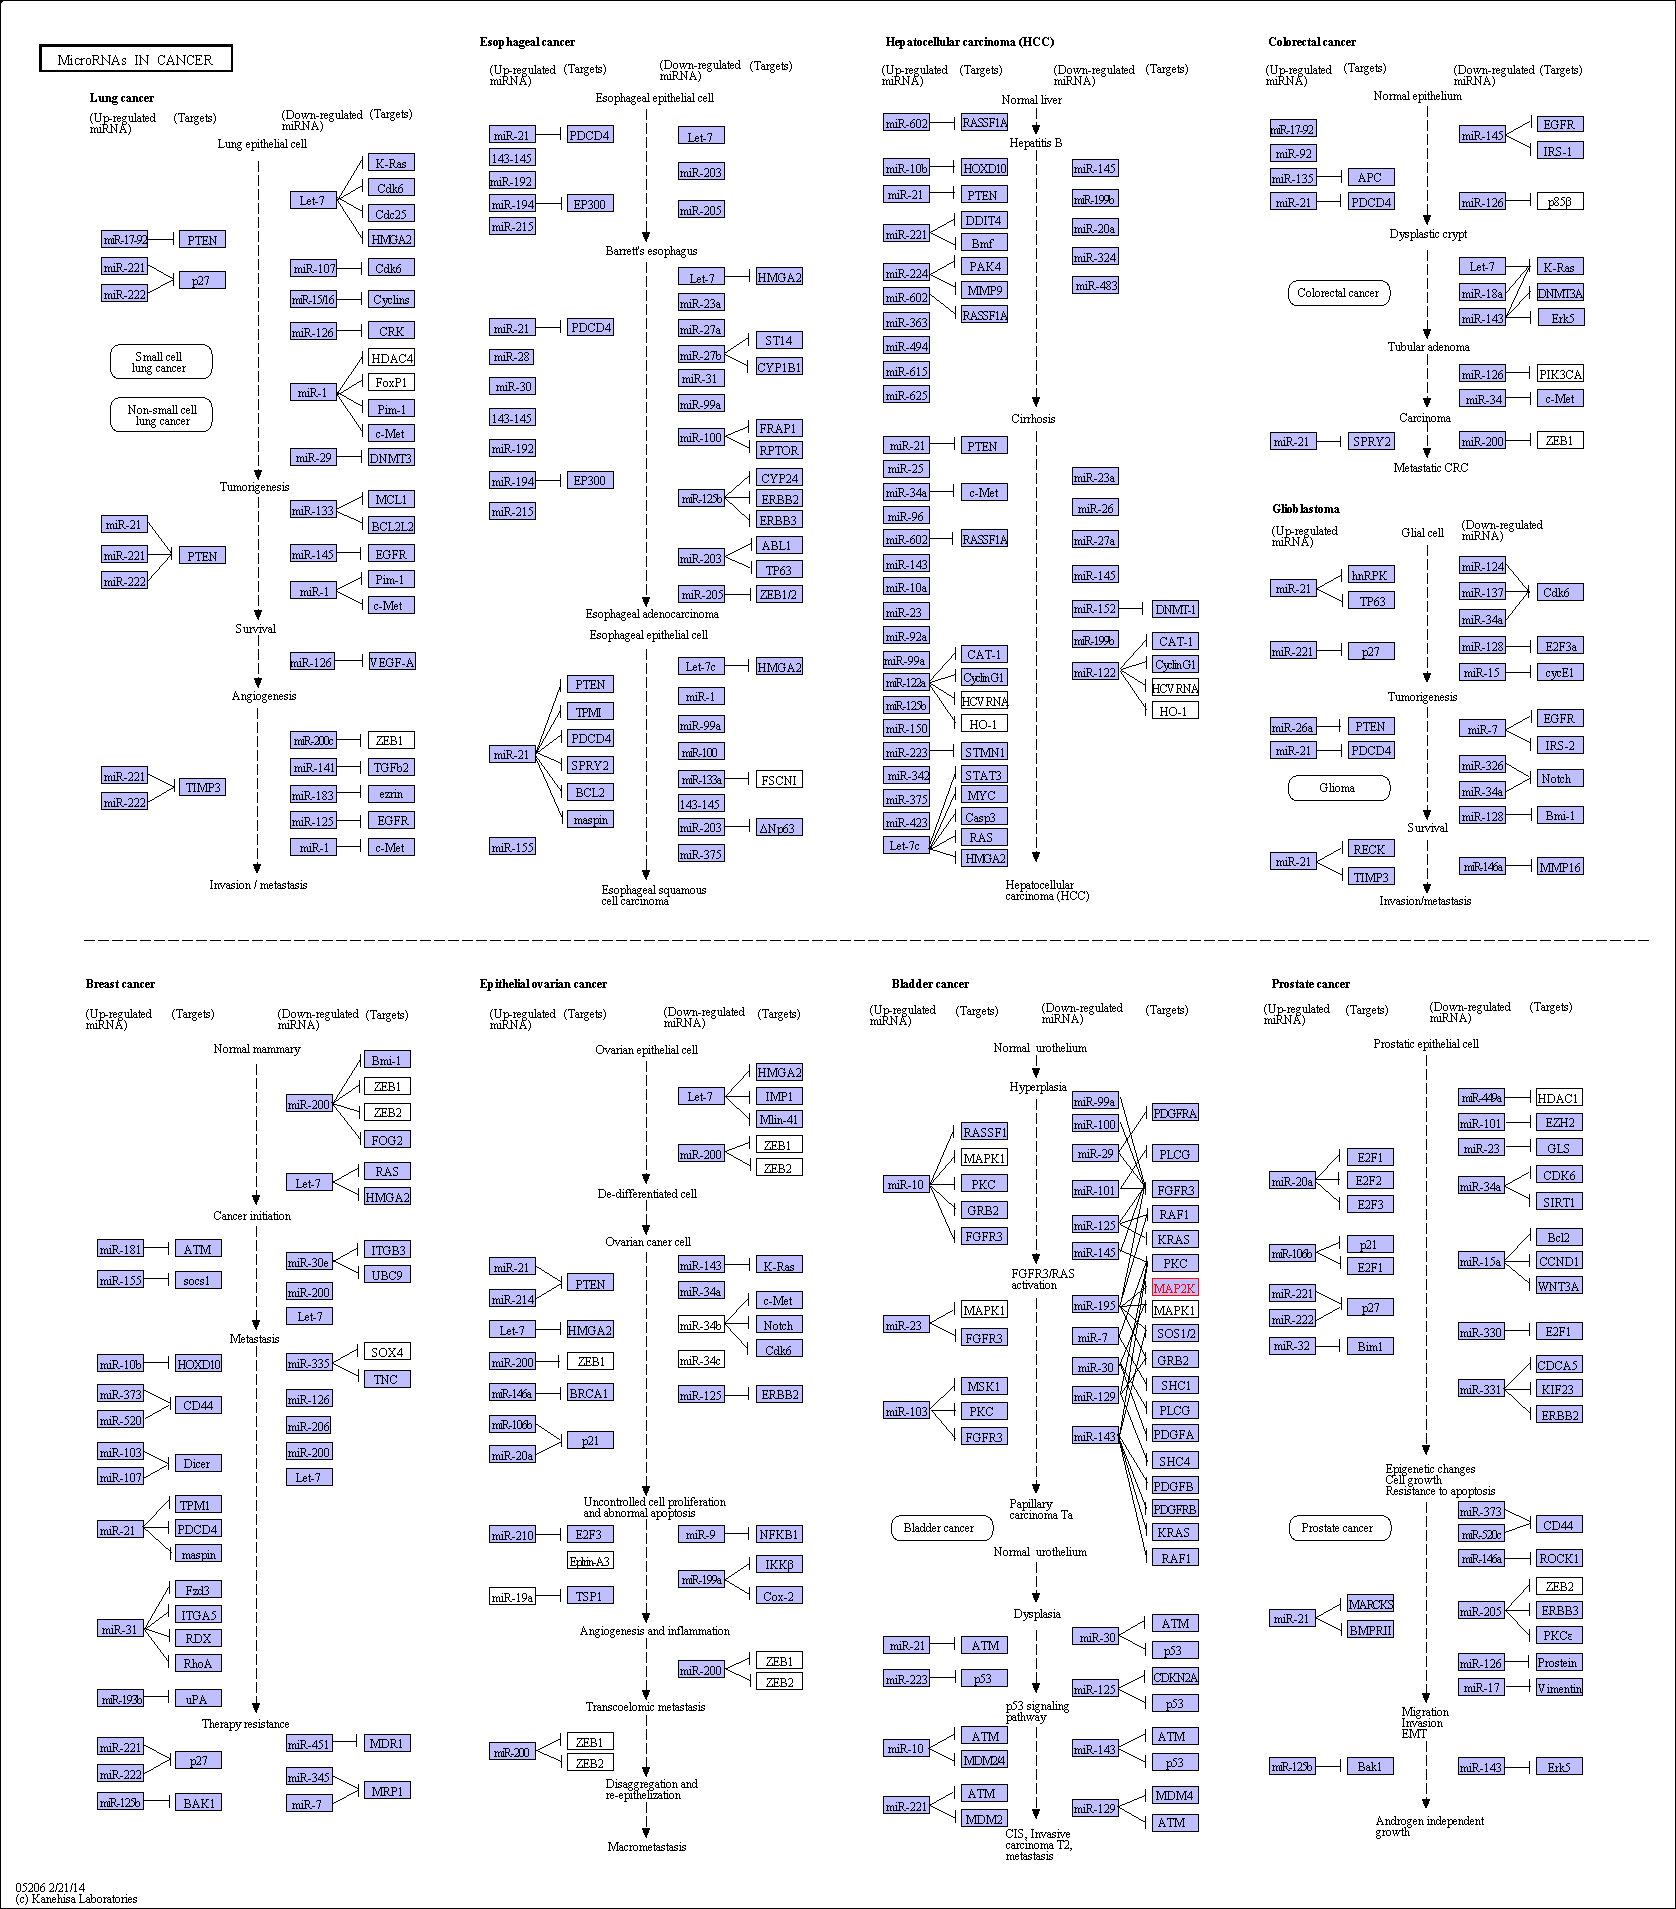 MicroRNAs IN CANCER
Lung cancer
(Up-regulated
miRNA)
(Targets)
(Down-regulated
miRNA)
(Targets)
Lung epithelial cell
miR-17-92
PTEN
miR-221
p27
miR-222
Small cell
lung cancer
Non-small cell
lung cancer
Let-7
K-Ras
Cdk6
Cdc25
HMGA2
miR-107
Cdk6
miR-15/16
Cyclins
miR-126
CRK
miR-1
HDAC4
FoxP1
Pim-1
c-Met
miR-29
DNMT3
Tumorigenesis
miR-21
miR-221
PTEN
miR-222
miR-133
MCL1
BCL2L2
miR-145
EGFR
miR-1
Pim-1
c-Met
Survival
miR-126
VEGF-A
Angiogenesis
miR-221
miR-222
TIMP3
miR-200c
ZEB1
miR-141
TGFb2
miR-183
ezrin
miR-125
EGFR
miR-1
c-Met
Invasion / metastasis
Esophageal cancer
(Up-regulated
miRNA)
(Targets)
(Down-regulated
miRNA)
(Targets)
Esophageal epithelial cell
miR-21
PDCD4
143-145
miR-192
miR-194
EP300
miR-215
Let-7
miR-203
miR-205
Barrett's esophagus
miR-21
PDCD4
miR-28
miR-30
143-145
miR-192
miR-194
EP300
miR-215
Let-7
HMGA2
miR-23a
miR-27a
miR-27b
ST14
CYP1B1
miR-31
miR-99a
miR-100
FRAP1
RPTOR
miR-125b
CYP24
ERBB2
ERBB3
miR-203
ABL1
TP63
miR-205
ZEB1/2
Esophageal adenocarcinoma
Esophageal epithelial cell
miR-21
PTEN
TPMI
PDCD4
SPRY2
BCL2
maspin
miR-155
Let-7c
HMGA2
miR-1
miR-99a
miR-100
miR-133a
FSCNI
143-145
miR-203
ΔNp63
miR-375
Esophageal squamous
cell carcinoma
Hepatocellular carcinoma (HCC)
(Up-regulated
miRNA)
(Targets)
(Down-regulated
miRNA)
(Targets)
Normal liver
miR-602
RASSF1A
Hepatitis B
miR-10b
HOXD10
miR-21
PTEN
miR-221
DDIT4
Bmf
miR-224
PAK4
MMP9
miR-602
RASSF1A
miR-363
miR-494
miR-615
miR-625
miR-145
miR-199b
miR-20a
miR-324
miR-483
Cirrhosis
miR-21
PTEN
miR-25
miR-34a
c-Met
miR-96
miR-602
RASSF1A
miR-143
miR-10a
miR-23
miR-92a
miR-99a
miR-122a
CAT-1
CyclinG1
HCV RNA
HO-1
miR-125b
miR-150
miR-223
STMN1
miR-342
miR-375
miR-423
Let-7c
STAT3
MYC
Casp3
RAS
HMGA2
miR-23a
miR-26
miR-27a
miR-145
miR-152
DNMT-1
miR-199b
miR-122
CAT-1
CyclinG1
HCV RNA
HO-1
Hepatocellular
carcinoma (HCC)
Colorectal cancer
(Up-regulated
miRNA)
(Targets)
(Down-regulated
miRNA)
(Targets)
Normal epithelium
miR-17-92
miR-92
miR-135
APC
miR-21
PDCD4
miR-145
EGFR
IRS-1
miR-126
p85β
Dysplastic crypt
Colorectal cancer
Let-7
K-Ras
miR-18a
DNMT3A
miR-143
Erk5
Tubular adenoma
miR-126
PIK3CA
miR-34
c-Met
Carcinoma
miR-21
SPRY2
miR-200
ZEB1
Metastatic CRC
Glioblastoma
(Up-regulated
miRNA)
(Targets)
Glial cell
(Down-regulated
miRNA)
miR-21
hnRPK
TP63
miR-221
p27
miR-124
miR-137
Cdk6
miR-34a
miR-128
E2F3a
miR-15
cycE1
Tumorigenesis
miR-26a
PTEN
miR-21
PDCD4
Glioma
miR-7
EGFR
IRS-2
miR-326
Notch
miR-34a
miR-128
Bmi-1
Survival
miR-21
RECK
TIMP3
miR-146a
MMP16
Invasion/metastasis
Breast cancer
(Up-regulated
miRNA)
(Targets)
(Down-regulated
miRNA)
(Targets)
Normal mammary
miR-200
Bmi-1
ZEB1
ZEB2
FOG2
Let-7
RAS
HMGA2
Cancer initiation
miR-181
ATM
miR-155
socs1
miR-30e
ITGB3
UBC9
miR-200
Let-7
Metastasis
miR-10b
HOXD10
miR-373
CD44
miR-520
miR-103
Dicer
miR-107
miR-21
TPM1
PDCD4
maspin
miR-31
Fzd3
ITGA5
RDX
RhoA
miR-193b
uPA
miR-335
SOX4
TNC
miR-126
miR-206
miR-200
Let-7
Therapy resistance
miR-221
p27
miR-222
miR-125b
BAK1
miR-451
MDR1
miR-345
MRP1
miR-7
Epithelial ovarian cancer
(Up-regulated
miRNA)
(Targets)
(Down-regulated
miRNA)
(Targets)
Ovarian epithelial cell
Let-7
HMGA2
IMP1
Mlin-41
miR-200
ZEB1
ZEB2
De-differentiated cell
Ovarian caner cell
miR-21
PTEN
miR-214
Let-7
HMGA2
miR-200
ZEB1
miR-146a
BRCA1
miR-106b
p21
miR-20a
miR-143
K-Ras
miR-34a
miR-34b
c-Met
Notch
Cdk6
miR-34c
miR-125
ERBB2
Uncontrolled cell proliferation
and abnormal apoptosis
miR-210
E2F3
Ephrin-A3
miR-19a
TSP1
miR-9
NFKB1
miR-199a
IKKβ
Cox-2
Angiogenesis and inflammation
miR-200
ZEB1
ZEB2
Transcoelomic metastasis
miR-200
ZEB1
ZEB2
Disaggregation and
re-epithelization
Macrometastasis
Bladder cancer
(Up-regulated
miRNA)
(Targets)
(Down-regulated
miRNA)
(Targets)
Normal urothelium
Hyperplasia
miR-10
RASSF1
MAPK1
PKC
GRB2
FGFR3
FGFR3/RAS
activation
miR-23
MAPK1
FGFR3
miR-103
MSK1
PKC
FGFR3
miR-99a
miR-100
miR-29
miR-101
miR-125
miR-145
miR-195
miR-7
miR-30
miR-129
miR-143
PDGFRA
PLCG
FGFR3
RAF1
KRAS
PKC
MAP2K
MAPK1
SOS1/2
GRB2
SHC1
PLCG
PDGFA
SHC4
PDGFB
PDGFRB
KRAS
RAF1
Papillary
carcinoma Ta
Bladder cancer
Normal urothelium
Dysplasia
miR-21
ATM
miR-223
p53
miR-30
ATM
p53
miR-125
CDKN2A
p53
p53 signaling
pathway
miR-10
ATM
MDM2/4
miR-221
ATM
MDM2
miR-143
ATM
p53
miR-129
MDM4
ATM
CIS, Invasive
carcinoma T2,
metastasis
Prostate cancer
(Up-regulated
miRNA)
(Targets)
(Down-regulated
miRNA)
(Targets)
Prostatic epithelial cell
miR-20a
E2F1
E2F2
E2F3
miR-106b
p21
E2F1
miR-221
p27
miR-222
miR-32
Bim1
miR-449a
HDAC1
miR-101
EZH2
miR-23
GLS
miR-34a
CDK6
SIRT1
miR-15a
Bcl2
CCND1
WNT3A
miR-330
E2F1
miR-331
CDCA5
KIF23
ERBB2
Epigenetic changes
Cell growth
Resistance to apoptosis
Prostate cancer
miR-21
MARCKS
BMPRII
miR-373
CD44
miR-520c
miR-146a
ROCK1
miR-205
ZEB2
ERBB3
PKCε
miR-126
Prostein
miR-17
Vimentin
Migration
Invasion
EMT
miR-125b
Bak1
miR-143
Erk5
Androgen independent
growth
05206 2/21/14
(c) Kanehisa Laboratories